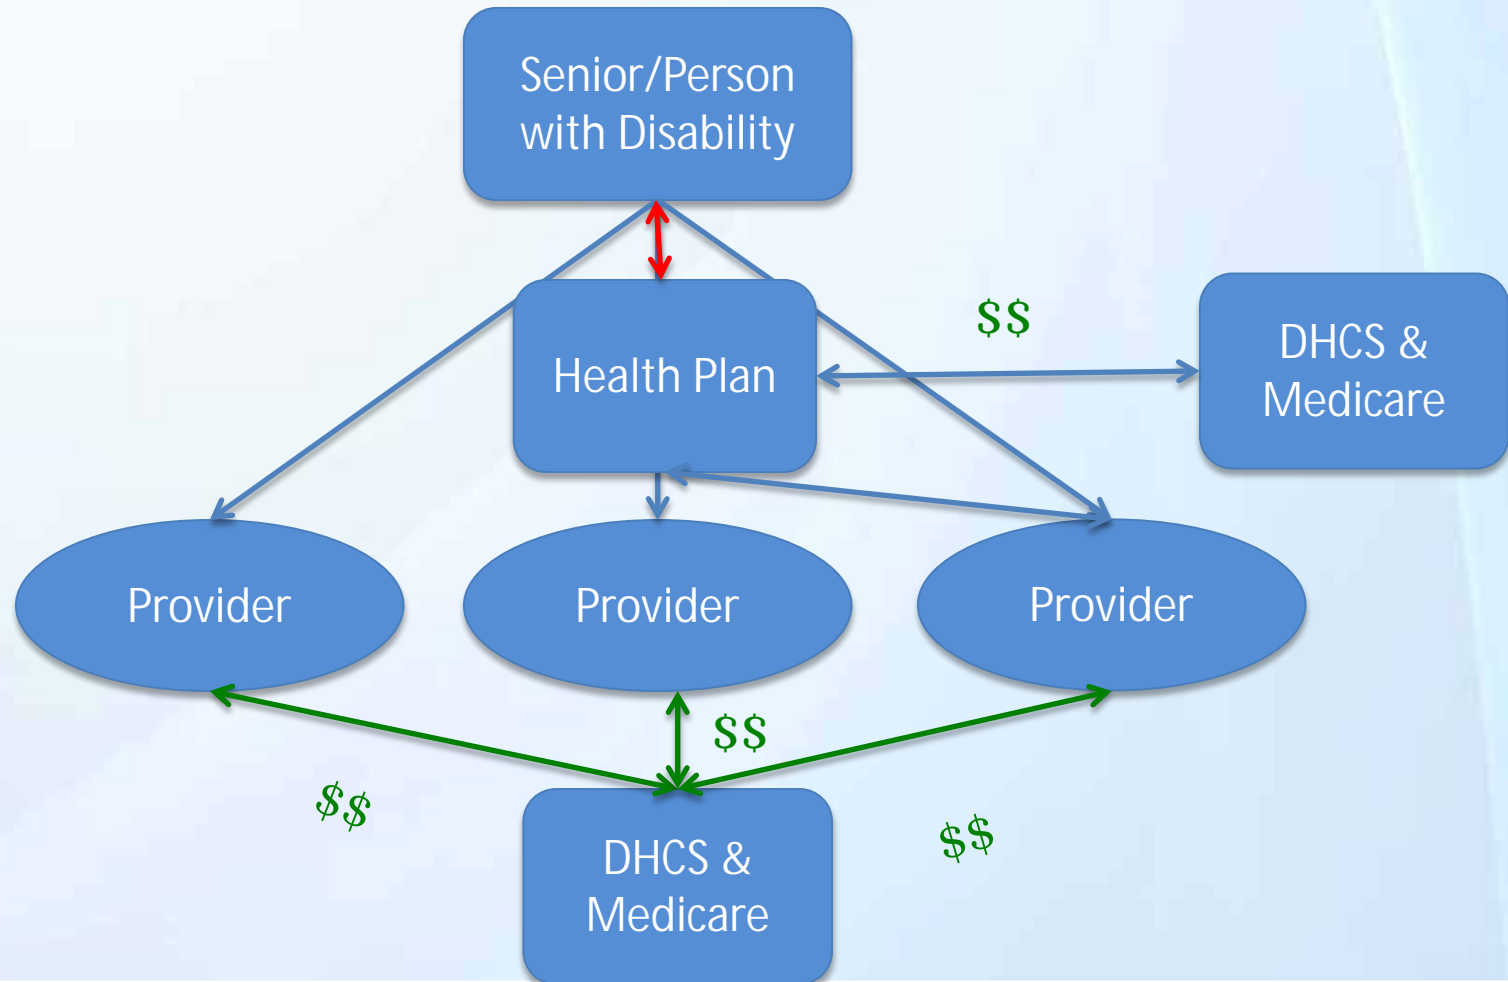 Senior/Person
with Disability
$$
Health Plan
DHCS &
Medicare
Provider
Provider
Provider
$$
$$
$$
DHCS &
Medicare